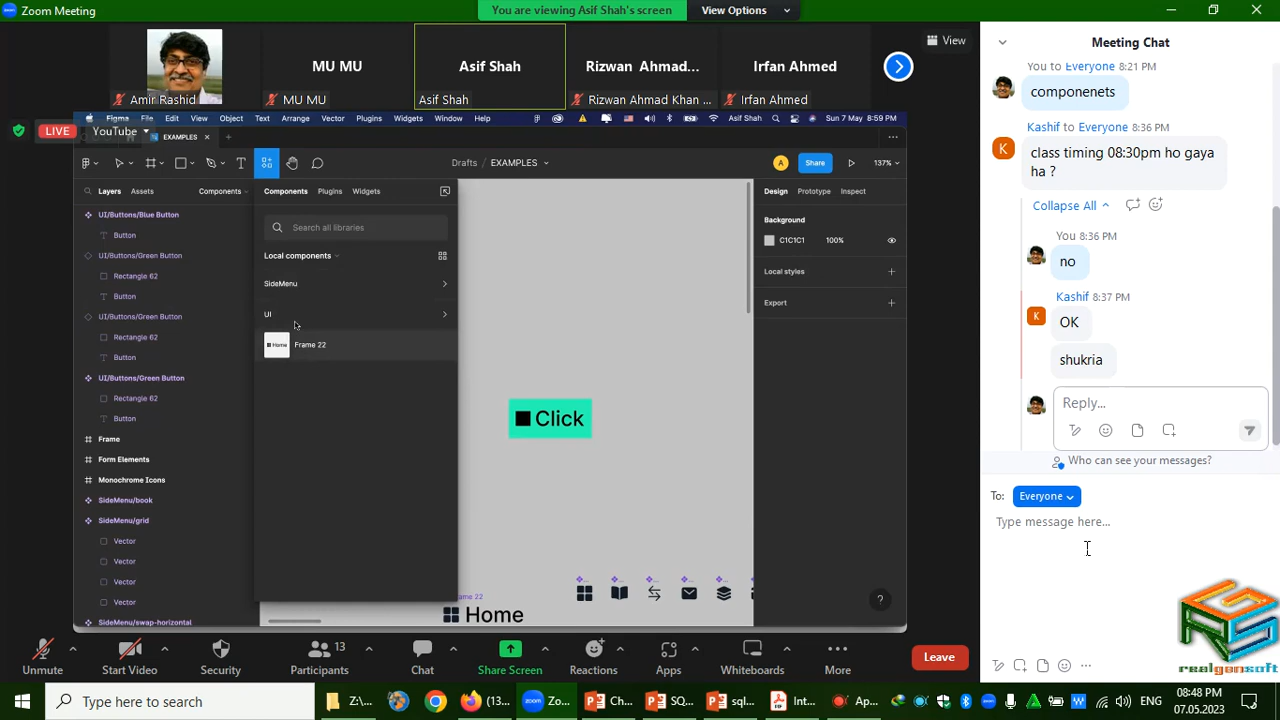 Zoom Meeting
You are viewing Asif Shah's screen
View Options
Amir Rashid
MU MU
MU MU
Asif Shah
Asif Shah
Rizwan Ahmad...
Rizwan Ahmad Khan ...
Irfan Ahmed
Irfan Ahmed
View
LIVE
YouTube
Figma File Edit View Object Text Arrange Vector Plugins Widgets Window Help
Asif Shah
Sun 7 May 8:59 PM
EXAMPLES
Drafts / EXAMPLES
A
Share
137%
Layers
Assets
Components
UI/Buttons/Blue Button
Button
UI/Buttons/Green Button
Rectangle 62
Button
UI/Buttons/Green Button
Rectangle 62
Button
UI/Buttons/Green Button
Rectangle 62
Button
Frame
Form Elements
Monochrome Icons
SideMenu/book
SideMenu/grid
Vector
Vector
Vector
Vector
SideMenu/swap-horizontal
Components
Plugins
Widgets
Search all libraries
Local components
SideMenu
UI
Home
Frame 22
Click
ame 22
Home
Design
Prototype
Inspect
Background
C1C1C1
100%
Local styles
Export
?
Meeting Chat
You to Everyone 8:21 PM
componenets
Kashif to Everyone 8:36 PM
K
class timing 08:30pm ho gaya
ha ?
Collapse All
You 8:36 PM
no
Kashif 8:37 PM
K
OK
shukria
Reply...
Who can see your messages?
To: Everyone
Type message here...
realgensoft
Unmute
Start Video
Security
13
Participants
Chat
Share Screen
Reactions
Apps
Whiteboards
More
Leave
Type here to search
Z:\...
(13...
Zo...
Ch...
SQ...
sql...
Int...
Ap...
ENG
08:48 PM
07.05.2023